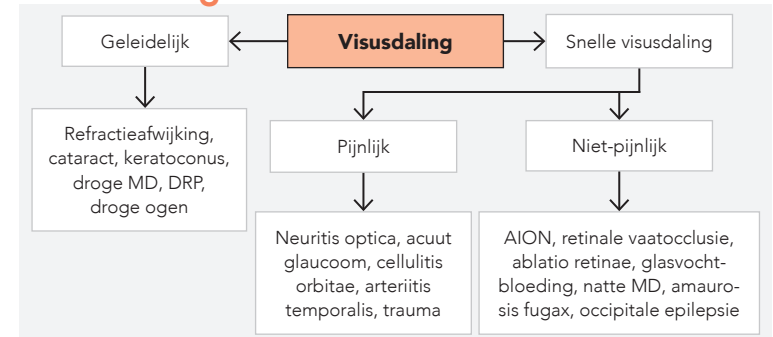 Geleidelijk
Visusdaling
Snelle visusdaling
Refractieafwijking,
cataract, keratoconus,
droge MD, DRP,
droge ogen
Pijnlijk
Niet-pijnlijk
Neuritis optica, acuut
glaucoom, cellulitis
orbitae, arteriitis
temporalis, trauma
AION, retinale vaatocclusie,
ablatio retinae, glasvocht-
bloeding, natte MD, amauro-
sis fugax, occipitale epilepsie